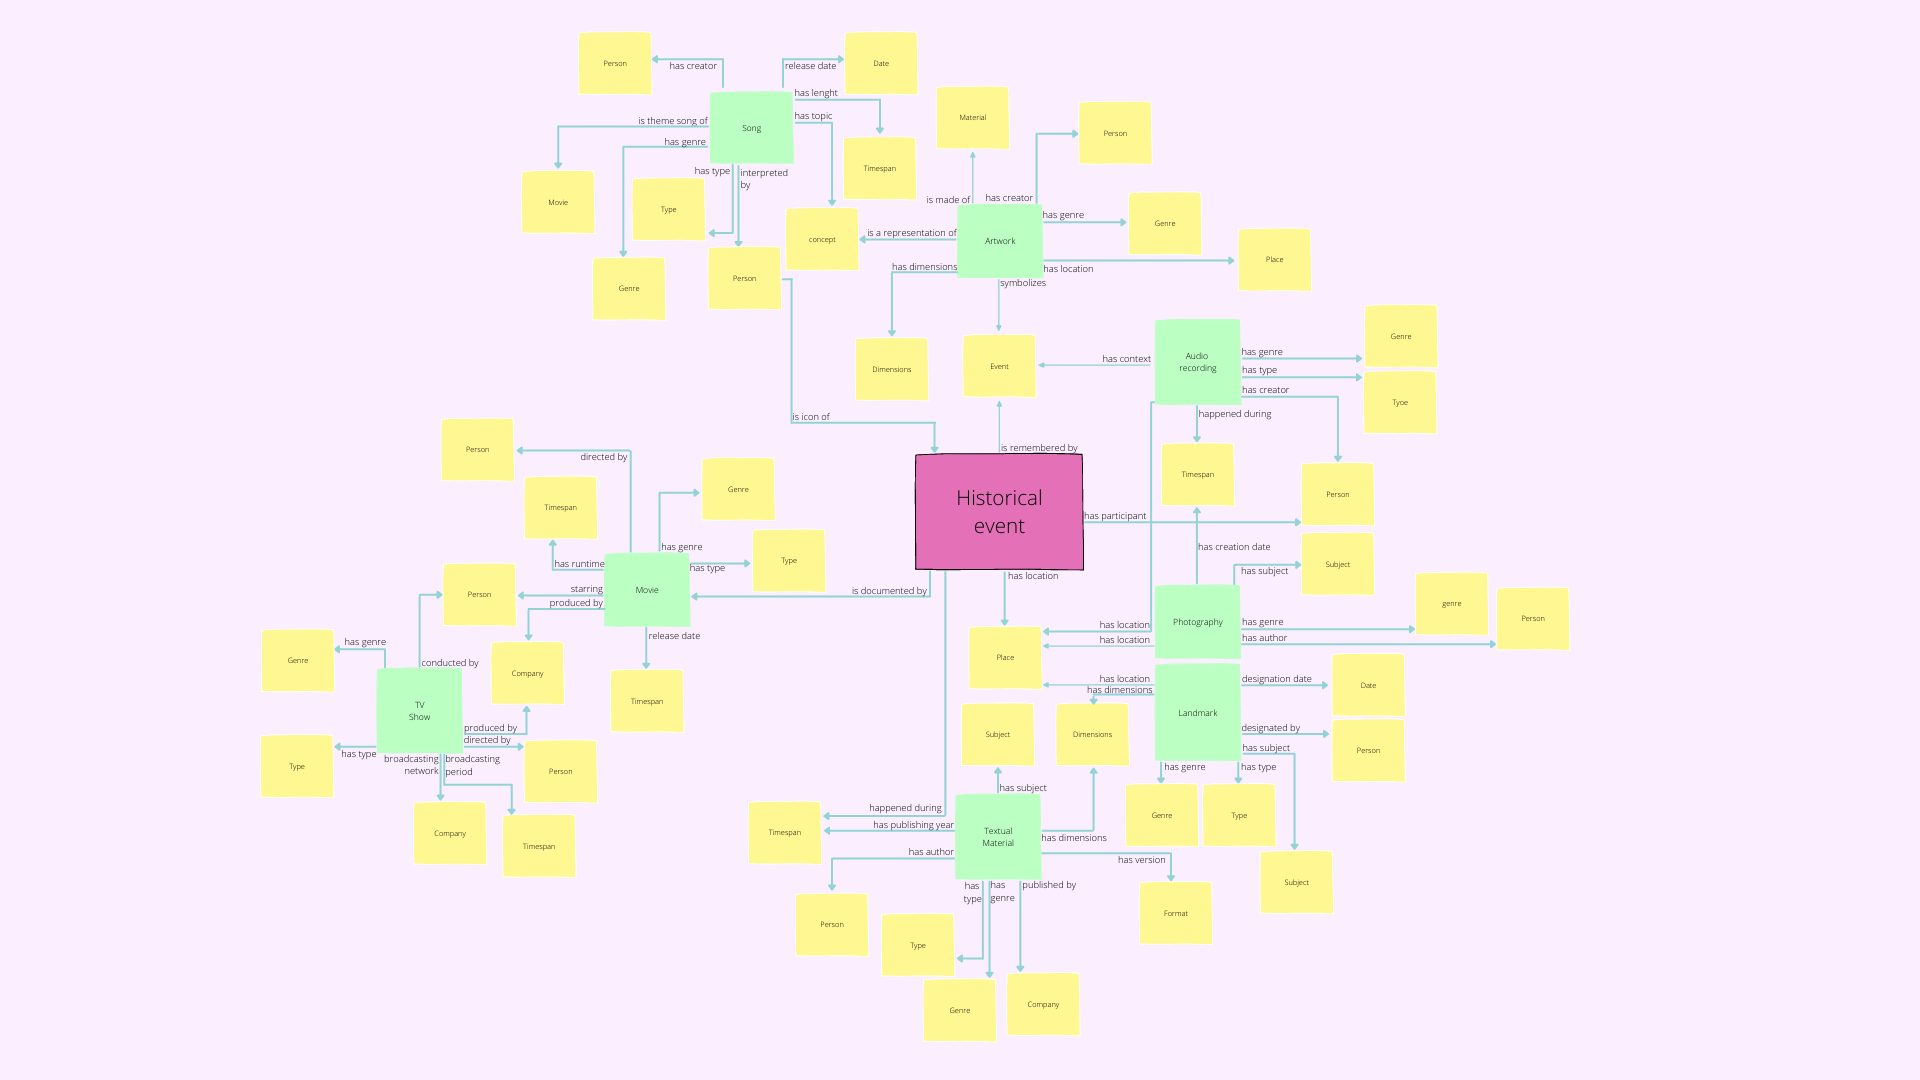 Person
has creator
release date
Date
has lenght
has topic
Song
is theme song of
has genre
has type
interpreted
by
Movie
Type
Timespan
concept
Genre
Person
Material
Person
is made of
has creator
has genre
Genre
is a representation of
Artwork
Place
has location
has dimensions
symbolizes
Dimensions
Event
has context
Audio
recording
has genre
Genre
has type
has creator
Tyoe
happened during
is icon of
is remembered by
Timespan
Person
Historical
event
has participant
Person
directed by
Timespan
Genre
has genre
has runtime
Type
has type
Person
starring
produced by
Movie
is documented by
has location
release date
has creation date
has subject
Subject
genre
Person
Photography
has genre
has author
has location
has location
Place
has genre
Genre
conducted by
Company
Timespan
TV
Show
produced by
directed by
has type
Type
broadcasting
network
broadcasting
period
Person
Company
Timespan
has location
has dimensions
designation date
Date
Landmark
designated by
Person
has subject
Subject
Dimensions
has genre
has type
has subject
Genre
Type
Subject
happened during
has publishing year
Timespan
Textual
Material
has dimensions
has author
has version
Person
has
type
has
genre
published by
Format
Type
Genre
Company